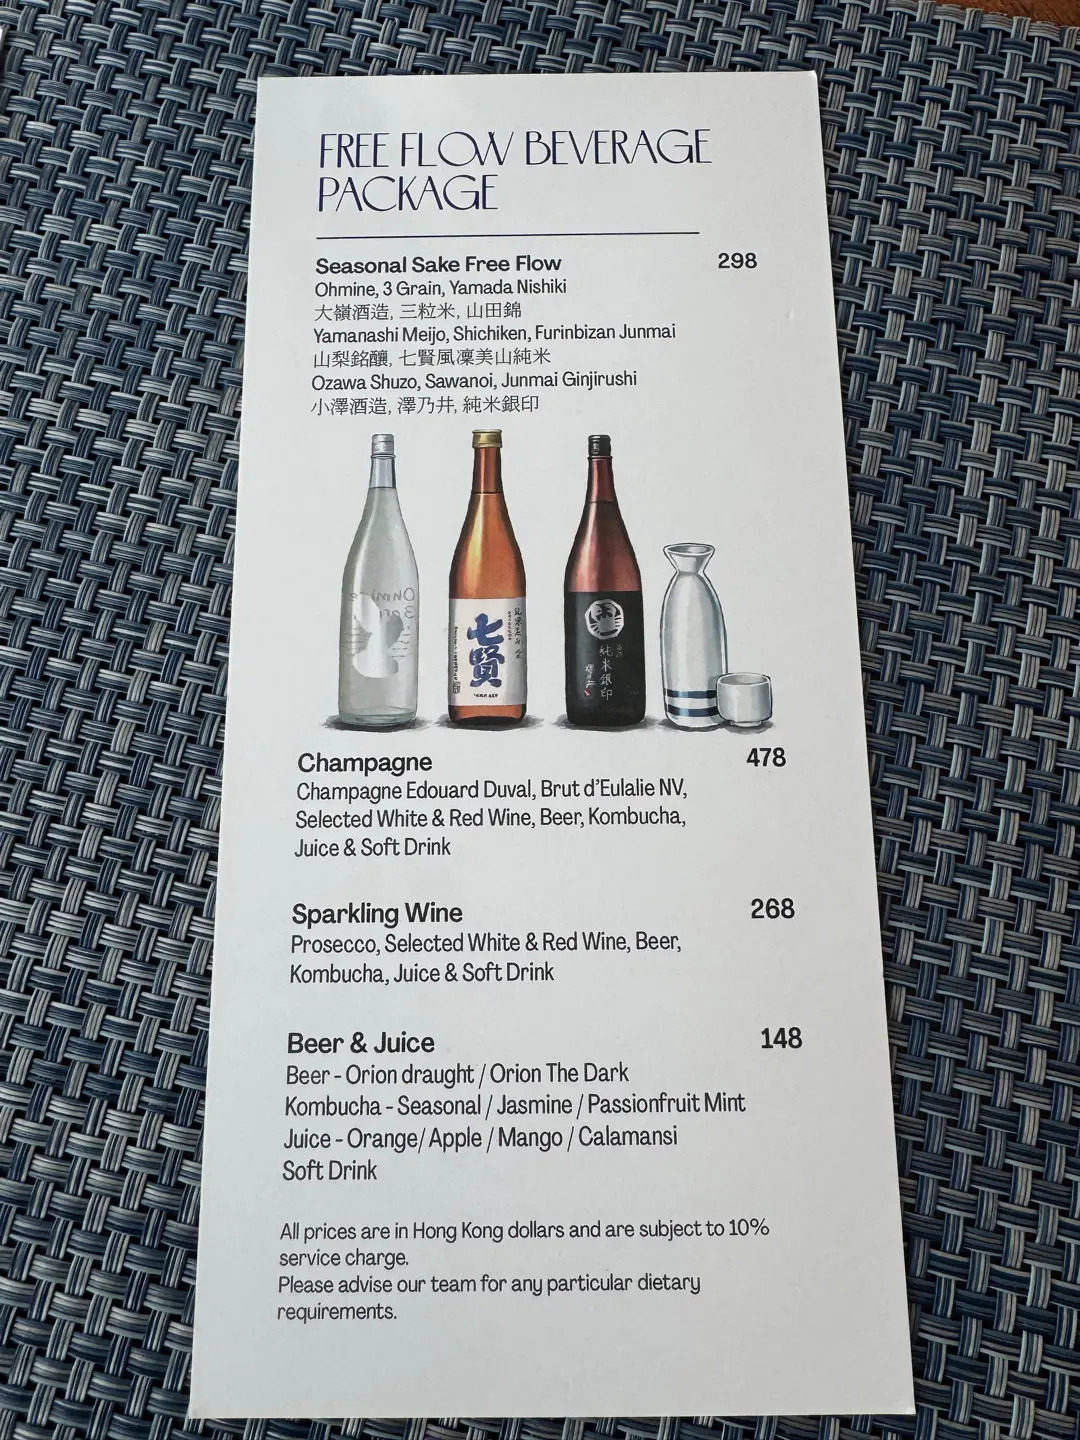 FREE FLOW BEVERAGE
PACKAGE
Seasonal Sake Free Flow 298
Ohmine, 3 Grain, Yamada Nishiki
大嶺酒造, 三粒米, 山田錦
Yamanashi Meijo, Shichiken, Furinbizan Junmai
山梨銘釀, 七賢風凜美山純米
Ozawa Shuzo, Sawanoi, Junmai Ginjirushi
小澤酒造, 澤乃井, 純米銀印
七賢
純米銀印
Champagne 478
Champagne Edouard Duval, Brut d'Eulalie NV,
Selected White & Red Wine, Beer, Kombucha,
Juice & Soft Drink
Sparkling Wine 268
Prosecco, Selected White & Red Wine, Beer,
Kombucha, Juice & Soft Drink
Beer & Juice 148
Beer - Orion draught / Orion The Dark
Kombucha - Seasonal / Jasmine / Passionfruit Mint
Juice - Orange/ Apple / Mango / Calamansi
Soft Drink
All prices are in Hong Kong dollars and are subject to 10%
service charge.
Please advise our team for any particular dietary
requirements.